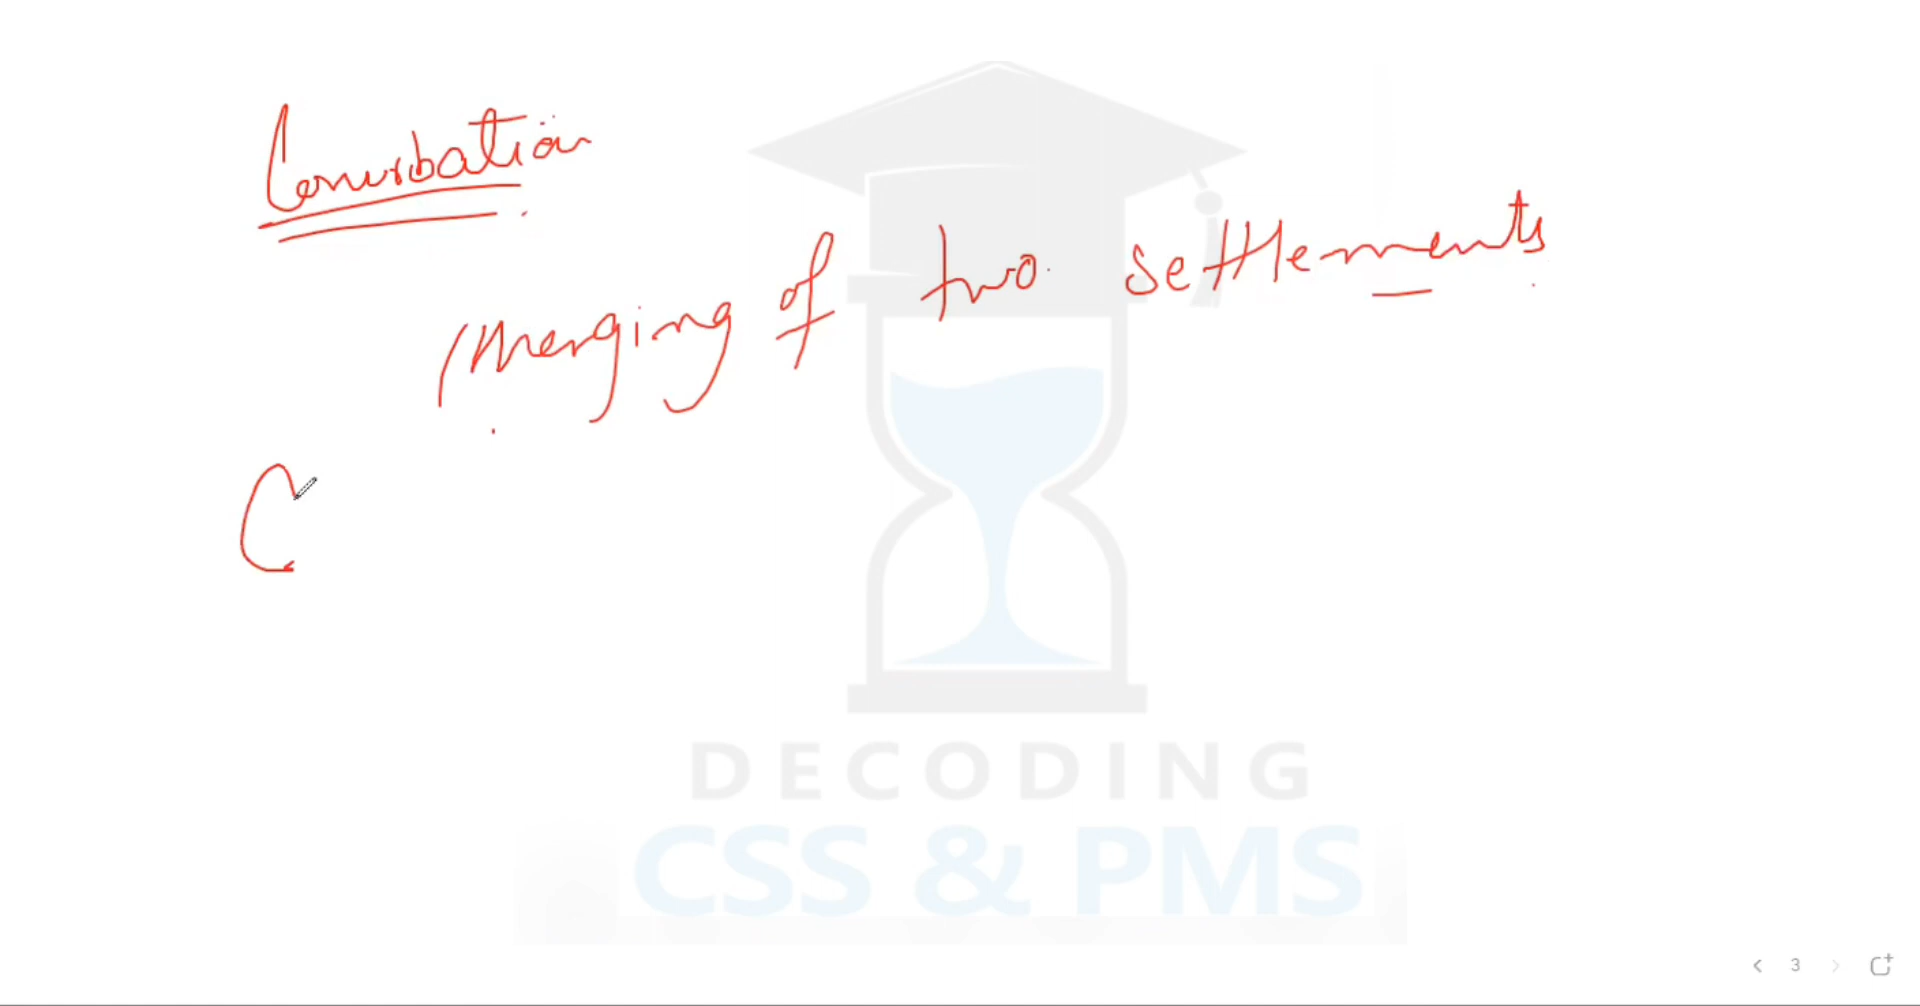 Conurbation
Merging of two settlements
C
DECODING
CSS & PMS
3